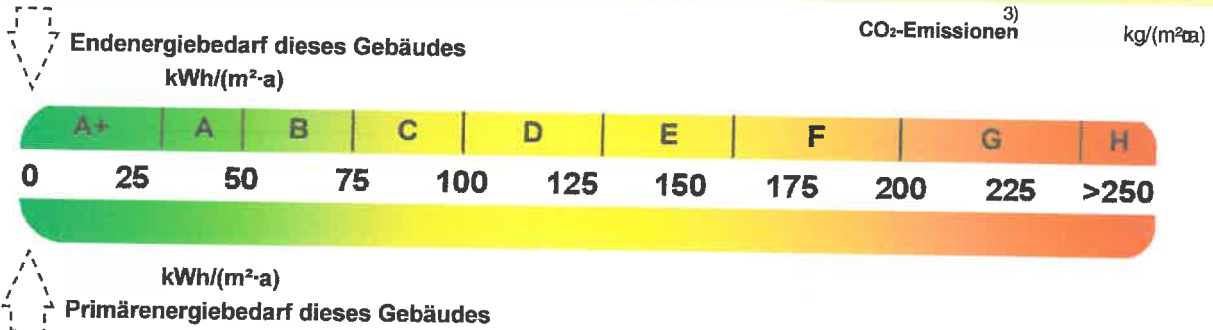 CO₂-Emissionen 3) kg/(m²¤a)
Endenergiebedarf dieses Gebäudes
kWh/(m²·a)
A+ A B C D E F G H
0 25 50 75 100 125 150 175 200 225 >250
kWh/(m²·a)
Primärenergiebedarf dieses Gebäudes